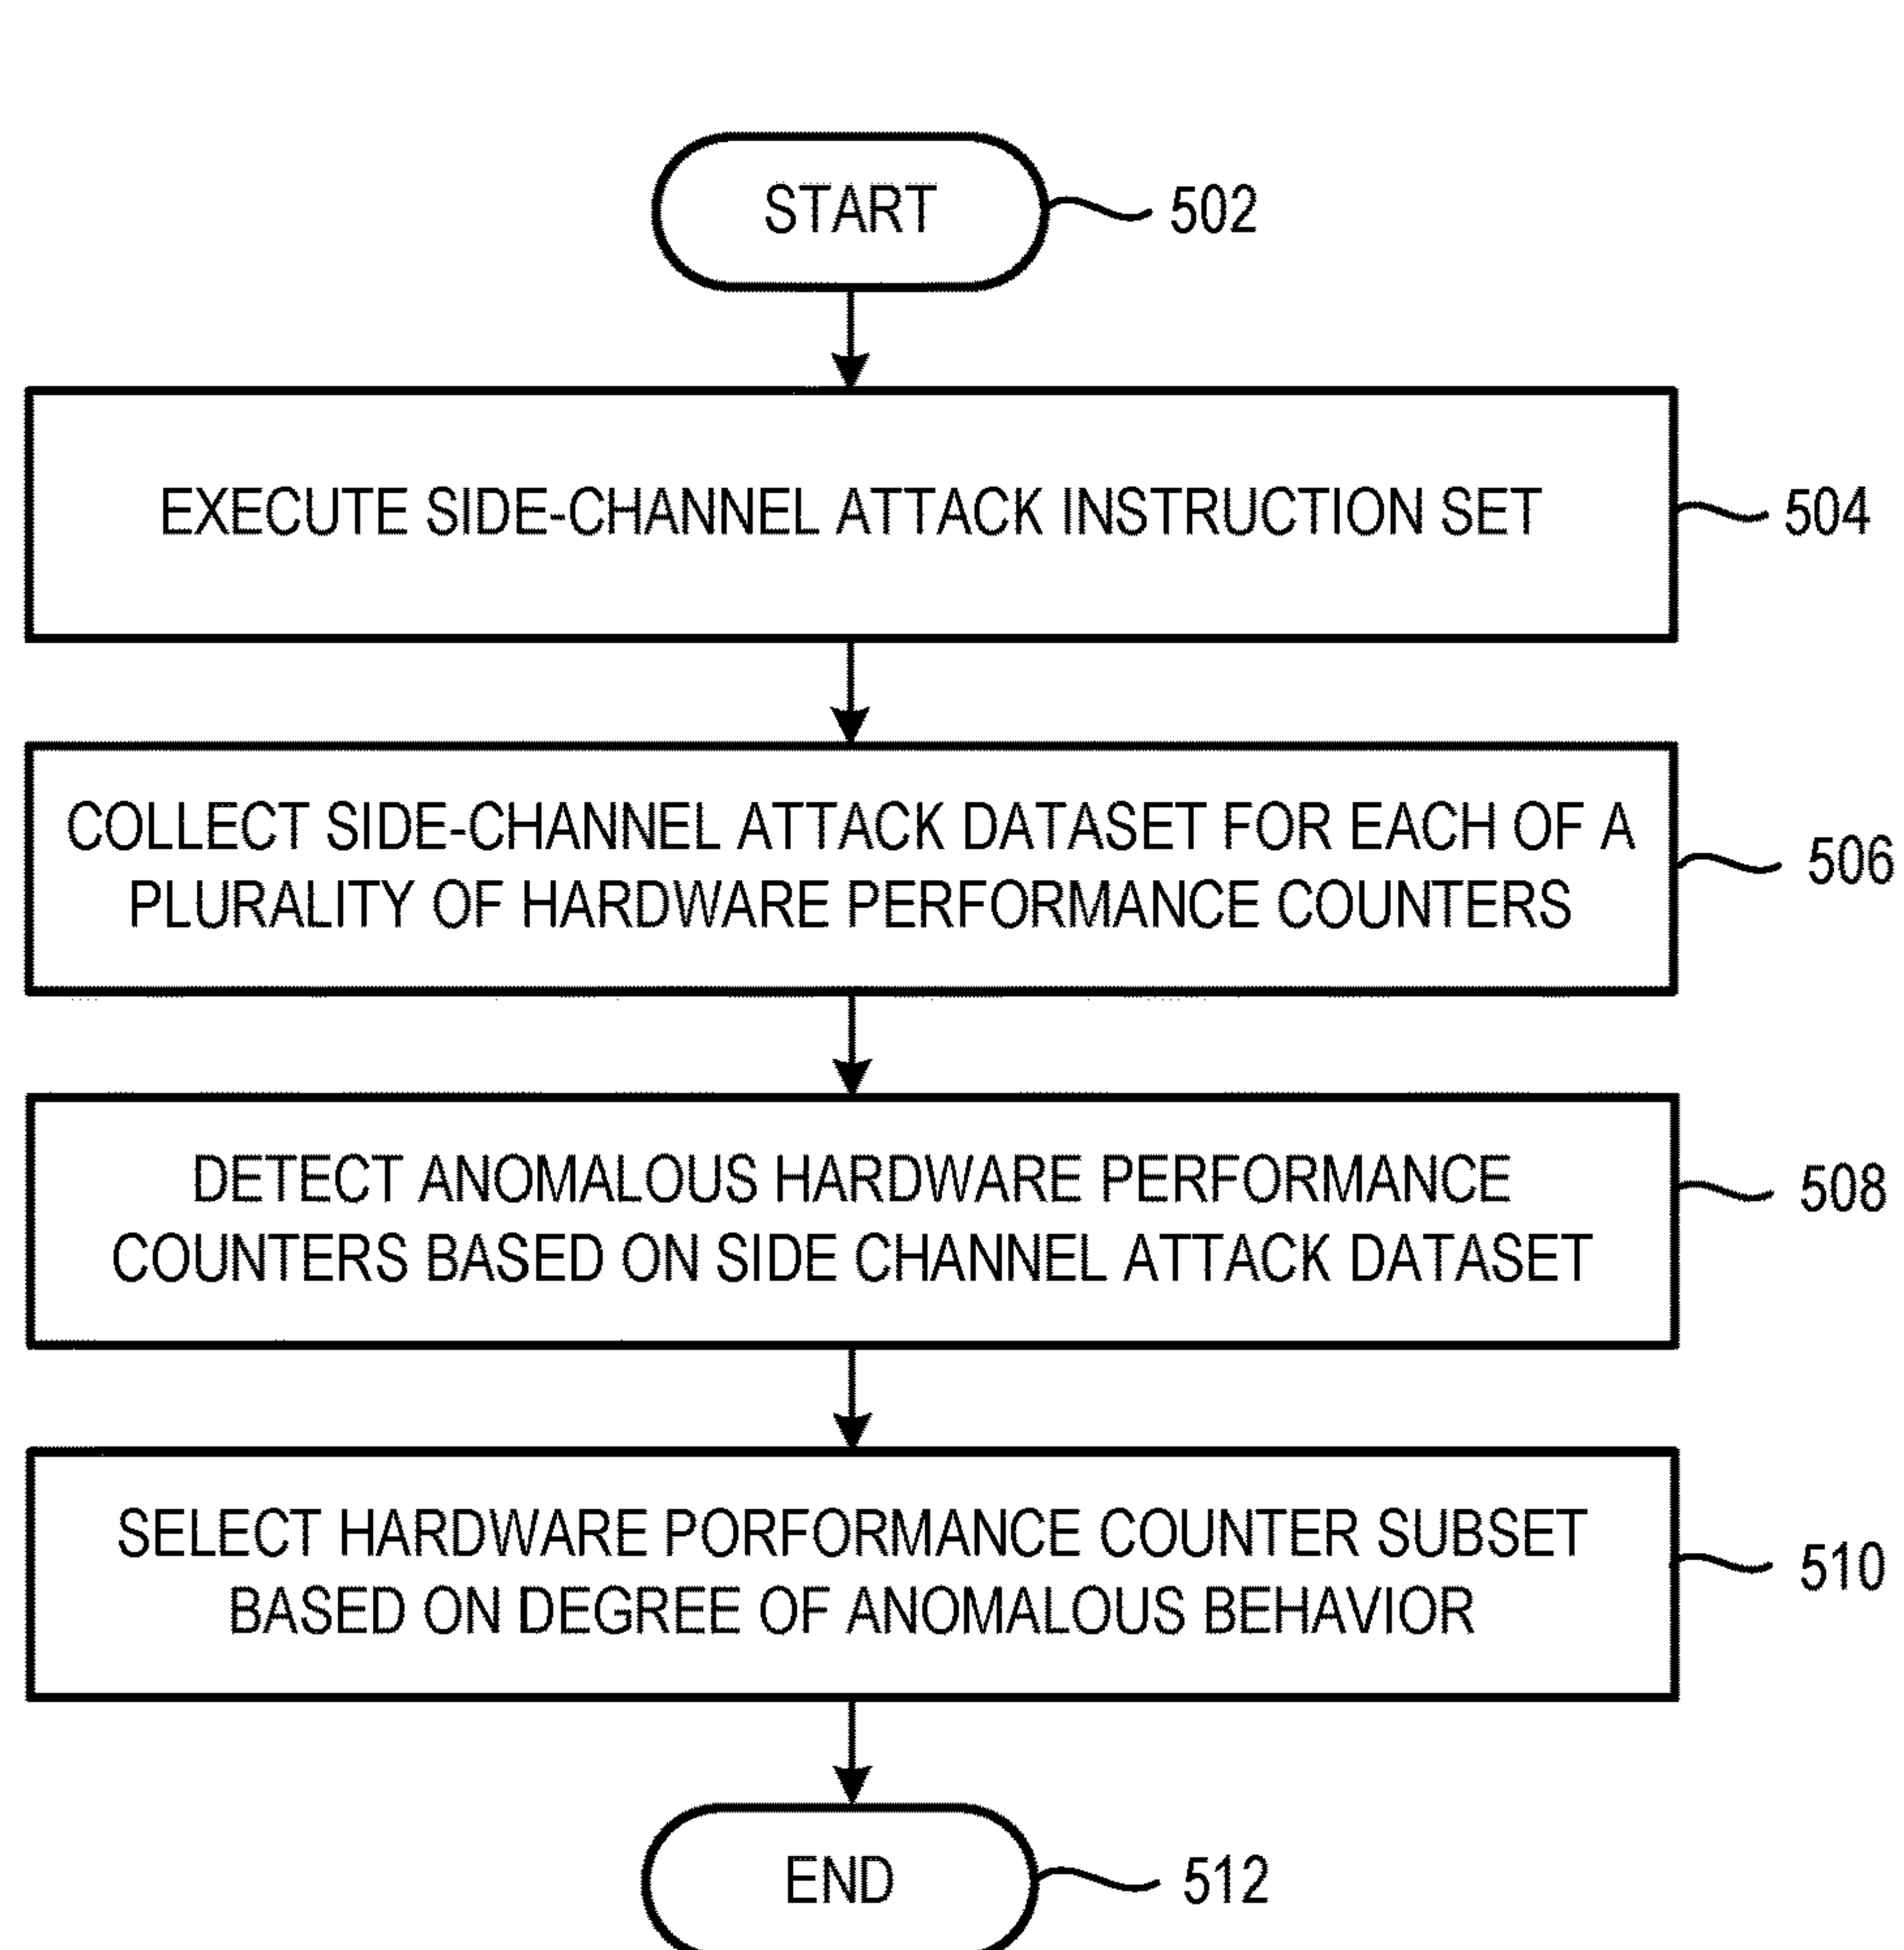 START
502
EXECUTE SIDE-CHANNEL ATTACK INSTRUCTION SET
504
COLLECT SIDE-CHANNEL ATTACK DATASET FOR EACH OF A
PLURALITY OF HARDWARE PERFORMANCE COUNTERS
506
DETECT ANOMALOUS HARDWARE PERFORMANCE
COUNTERS BASED ON SIDE CHANNEL ATTACK DATASET
508
SELECT HARDWARE PORFORMANCE COUNTER SUBSET
BASED ON DEGREE OF ANOMALOUS BEHAVIOR
510
END
512